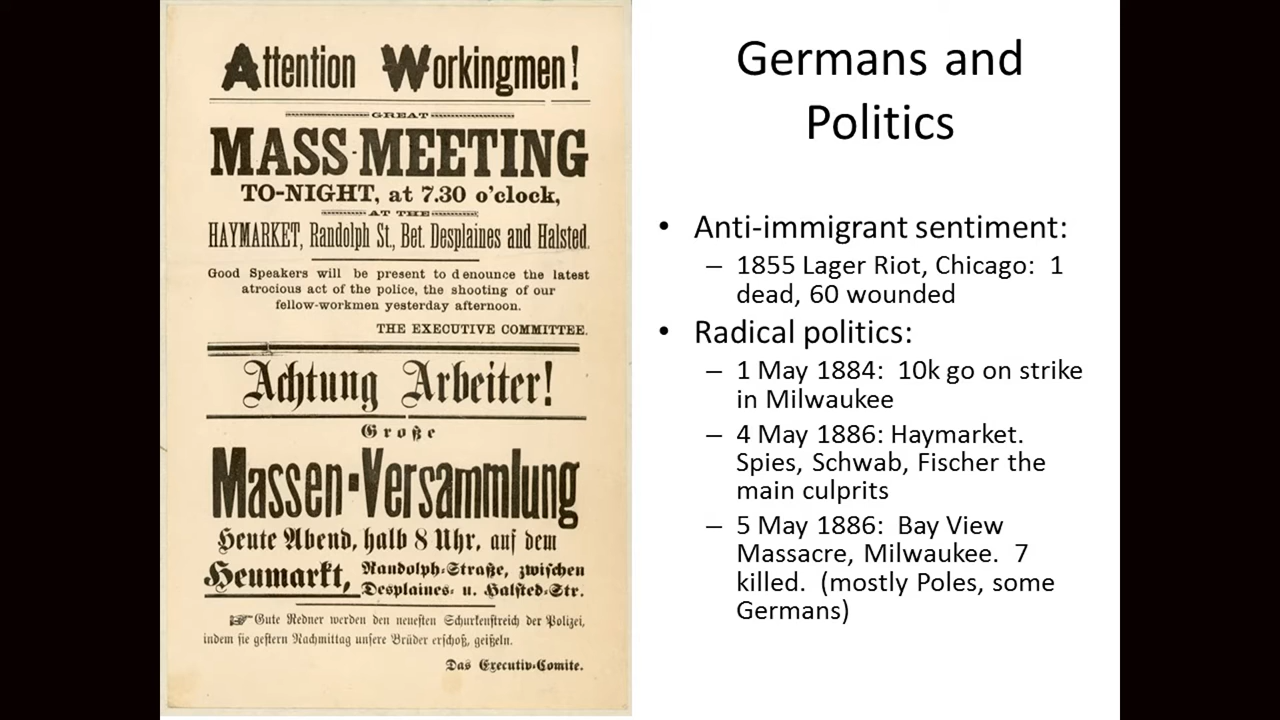 Attention Workingmen!
GREAT
MASS-MEETING
TO-NIGHT, at 7.30 o'clock,
AT THE
HAYMARKET, Randolph St., Bet. Desplaines and Halsted.
Good Speakers will be present to denounce the latest
atrocious act of the police, the shooting of our
fellow-workmen yesterday afternoon.
THE EXECUTIVE COMMITTEE.
Achtung Arbeiter!
Große
Massen-Versammlung
Heute Abend, halb 8 Uhr, auf dem
Heumarkt, Randolph-Straße, zwischen
Desplaines- u. Halsted-Str.
Gute Redner werden den neuesten Schurkenstreich der Polizei,
indem sie gestern Nachmittag unsere Brüder erschoß, geißeln.
Das Executiv-Comite.
Germans and
Politics
• Anti-immigrant sentiment:
– 1855 Lager Riot, Chicago: 1
dead, 60 wounded
• Radical politics:
– 1 May 1884: 10k go on strike
in Milwaukee
– 4 May 1886: Haymarket.
Spies, Schwab, Fischer the
main culprits
– 5 May 1886: Bay View
Massacre, Milwaukee. 7
killed. (mostly Poles, some
Germans)